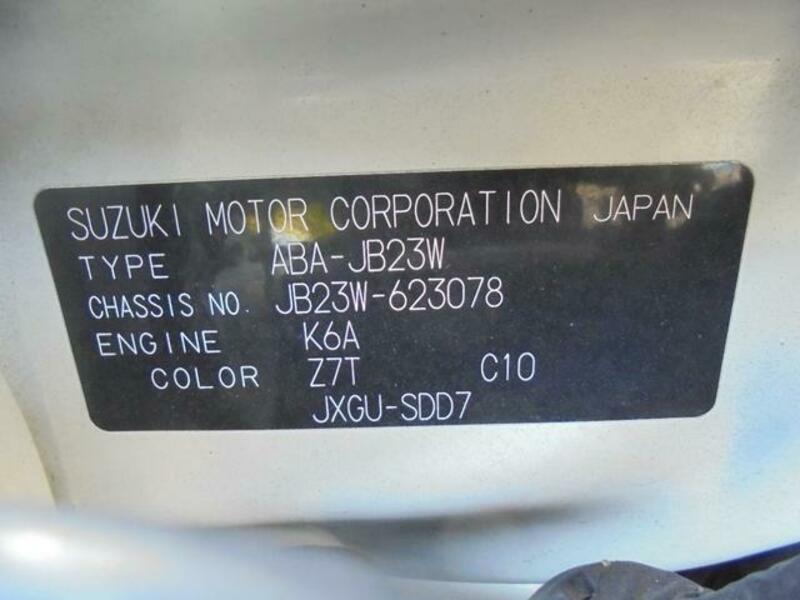 SUZUKI MOTOR CORPORATION JAPAN
TYPE ABA-JB23W
CHASSIS NO. JB23W-623078
ENGINE K6A
COLOR Z7T C10
JXGU-SDD7